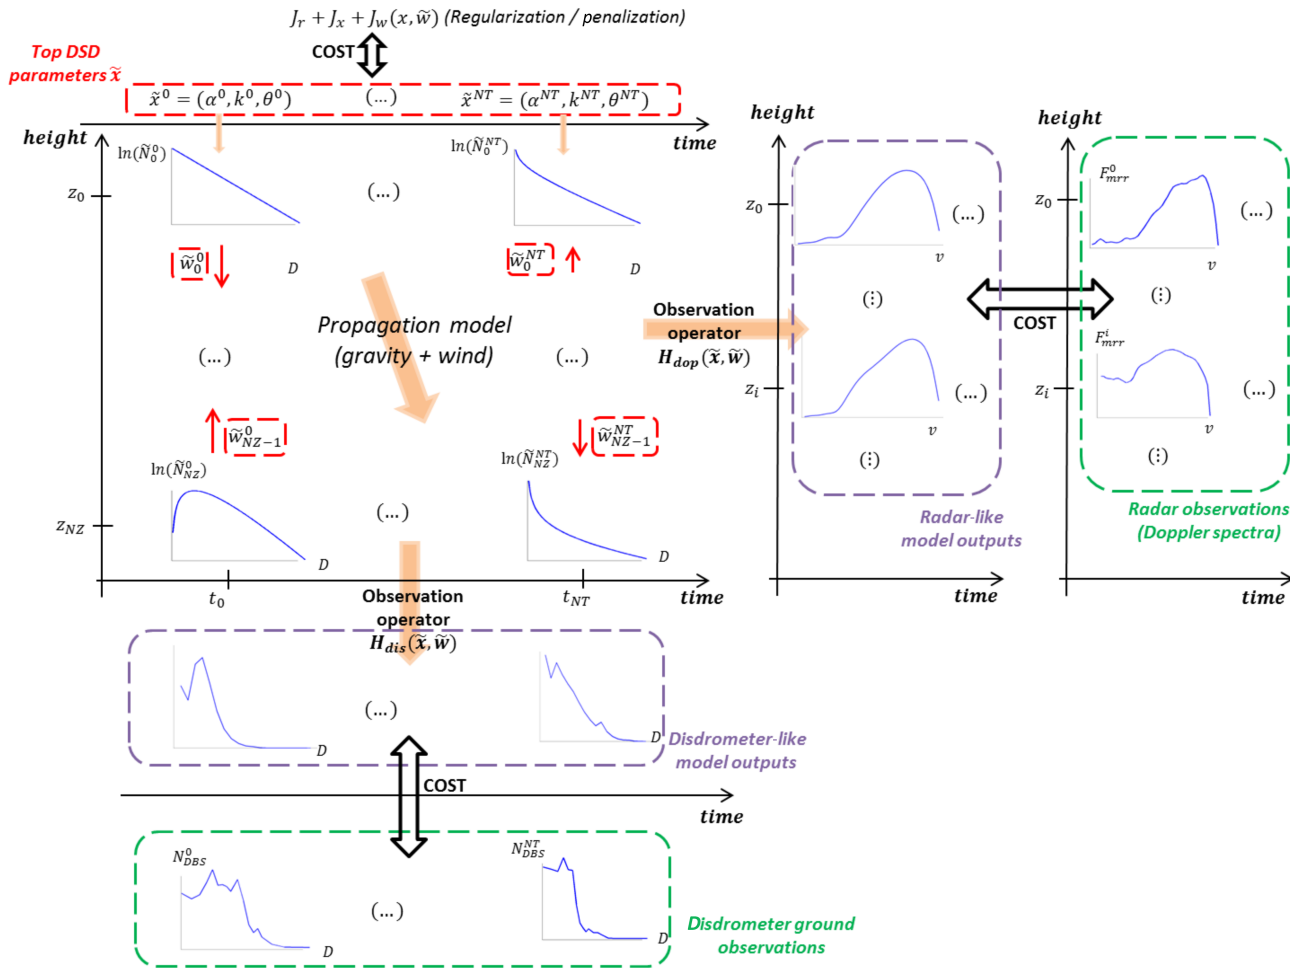 J_r + J_x + J_w(x, w̃) (Regularization / penalization)
COST
Top DSD
parameters x̃
x̃^0 = (α^0, k^0, θ^0)
(...)
x̃^NT = (α^NT, k^NT, θ^NT)
height
time
ln(Ñ_0^0)
ln(Ñ_0^NT)
z_0
(...)
w̃_0^0
D
w̃_0^NT
D
Propagation model
(gravity + wind)
(...)
(...)
w̃_NZ-1^0
w̃_NZ-1^NT
ln(Ñ_NZ^0)
ln(Ñ_NZ^NT)
z_NZ
(...)
D
D
t_0
t_NT
time
Observation
operator
H_dop(x̃, w̃)
height
z_0
(...)
v
(⋮)
z_i
(...)
v
(⋮)
Radar-like
model outputs
time
COST
height
F_mrr^0
z_0
(...)
v
(⋮)
F_mrr^i
z_i
(...)
v
(⋮)
Radar observations
(Doppler spectra)
time
Observation
operator
H_dis(x̃, w̃)
(...)
D
D
Disdrometer-like
model outputs
COST
time
N_DBS^0
N_DBS^NT
(...)
D
D
Disdrometer ground
observations